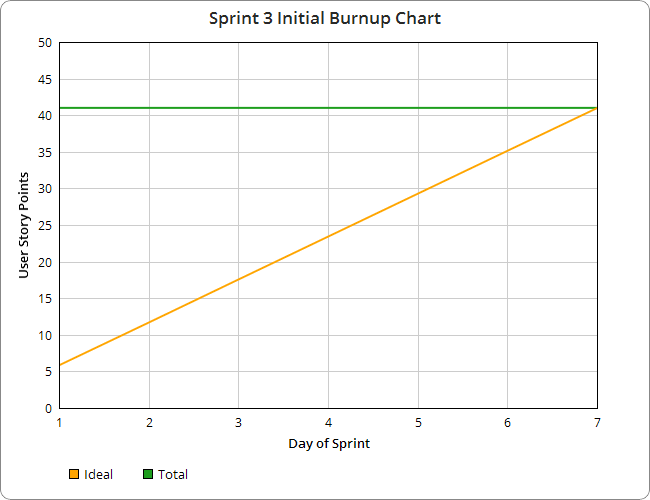 Sprint 3 Initial Burnup Chart
50
45
40
35
30
25
20
15
10
5
0
User Story Points
1 2 3 4 5 6 7
Day of Sprint
Ideal Total